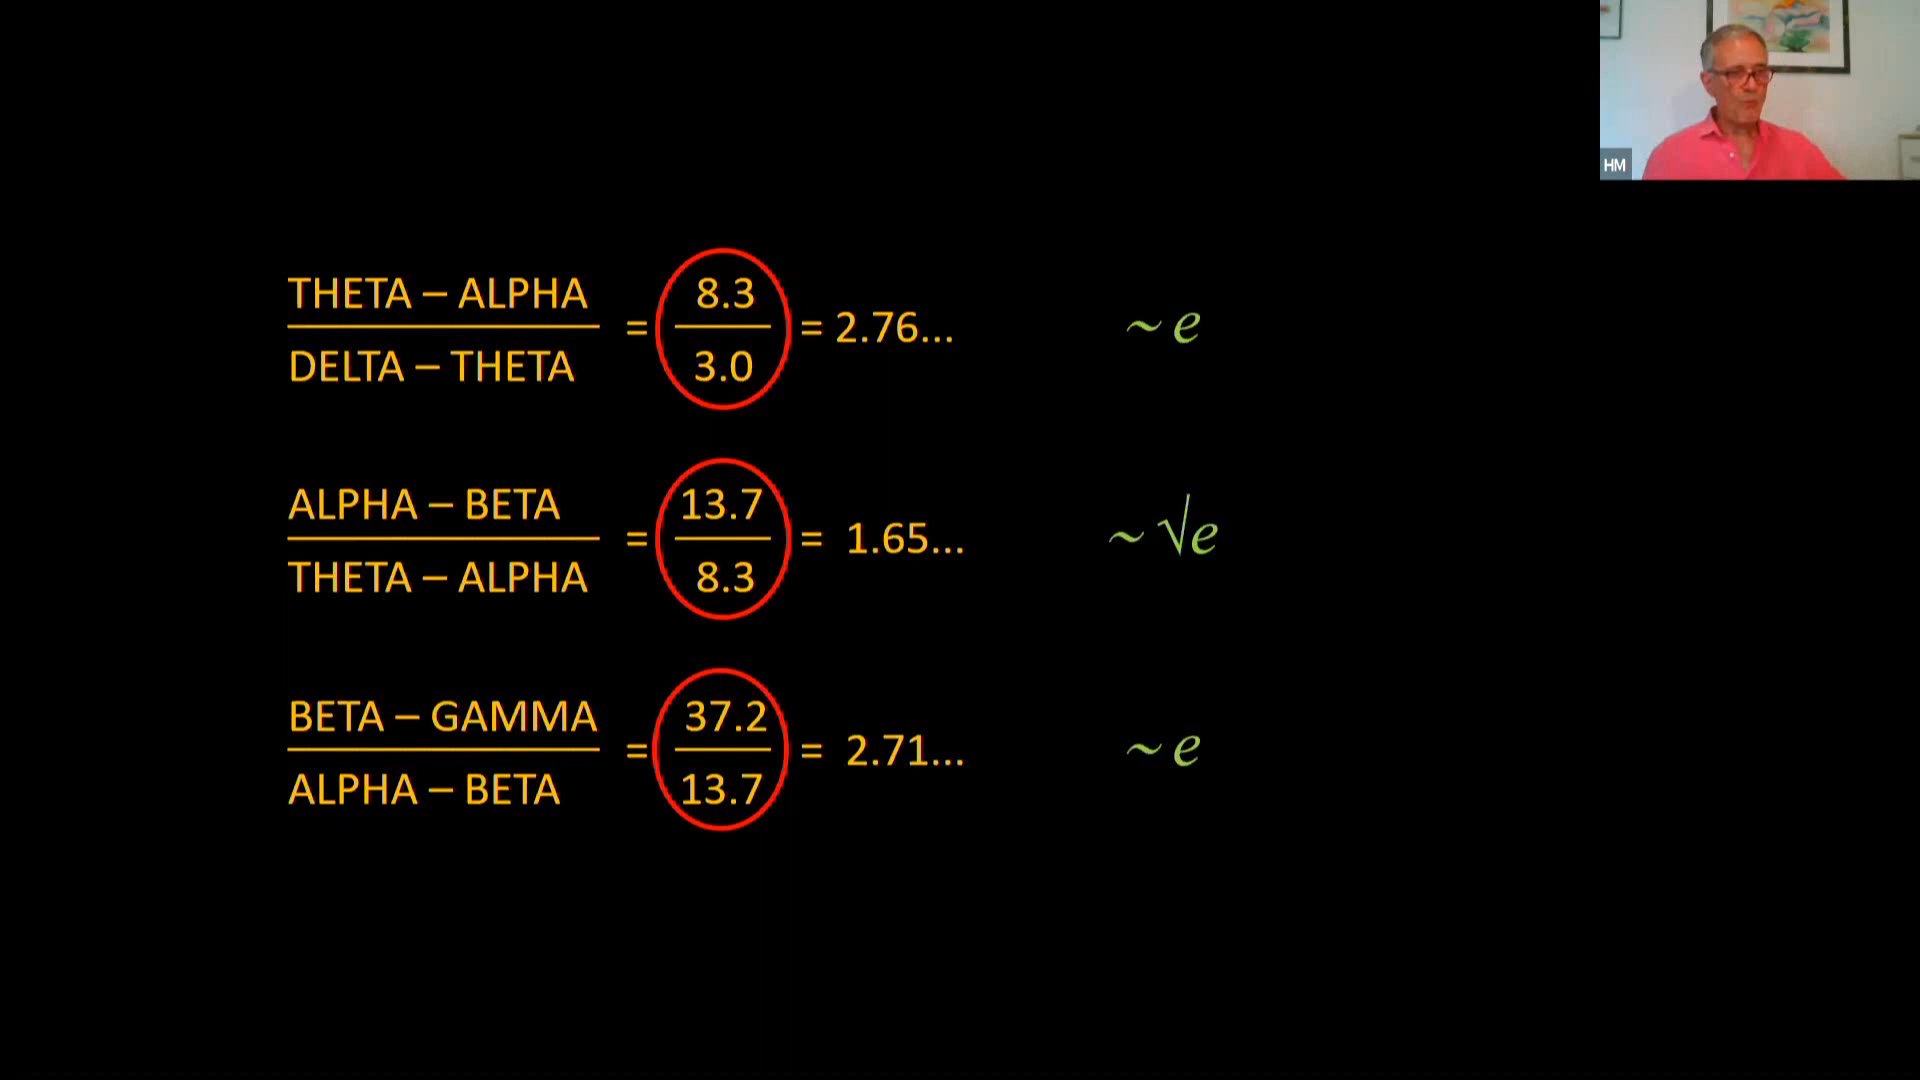 HM
THETA – ALPHA
DELTA – THETA
=
8.3
3.0
= 2.76...
~ e
ALPHA – BETA
THETA – ALPHA
=
13.7
8.3
= 1.65...
~ √e
BETA – GAMMA
ALPHA – BETA
=
37.2
13.7
= 2.71...
~ e